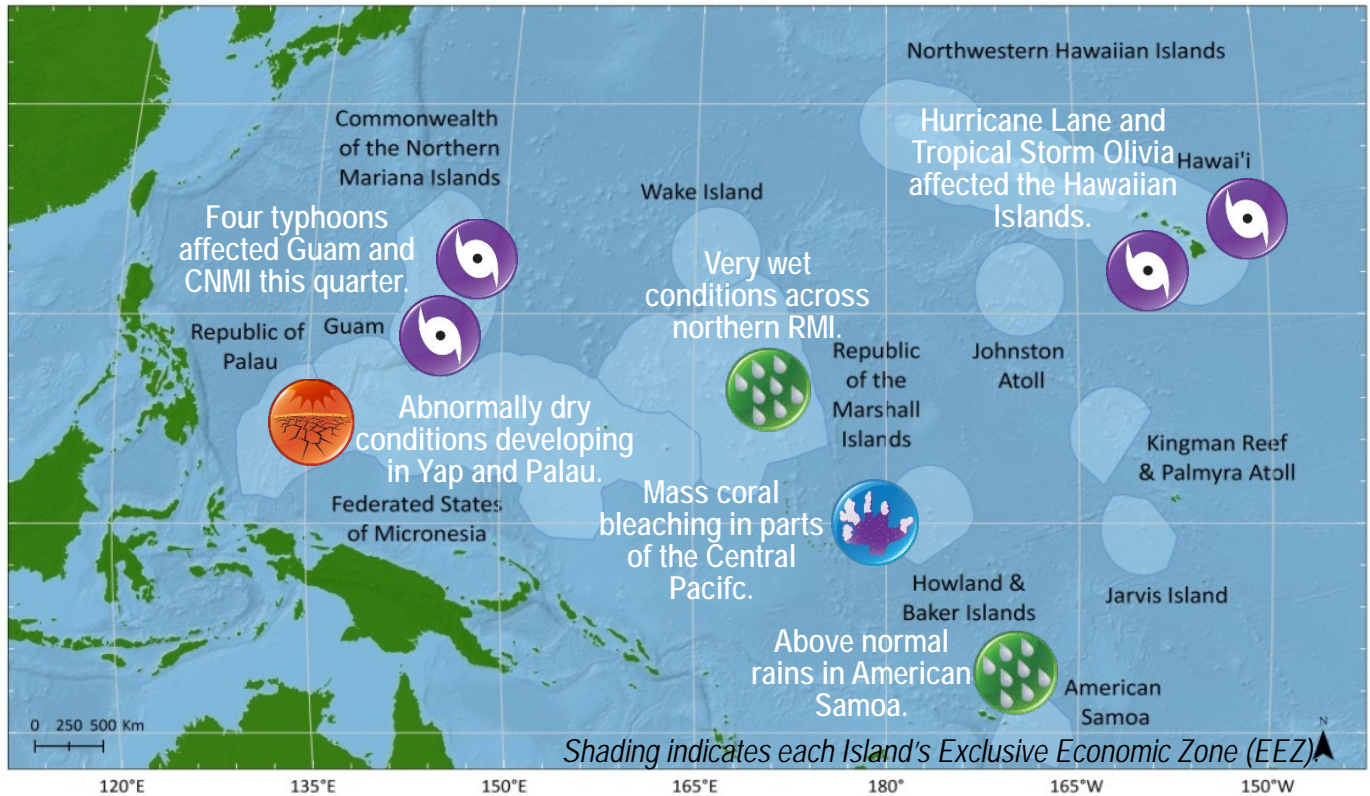 Northwestern Hawaiian Islands
Commonwealth
of the Northern
Mariana Islands
Hurricane Lane and
Tropical Storm Olivia
affected the Hawaiian
Islands.
Hawai'i
Wake Island
Four typhoons
affected Guam and
CNMI this quarter.
Very wet
conditions across
northern RMI.
Republic of
Palau
Guam
Republic
of the
Marshall
Islands
Johnston
Atoll
Abnormally dry
conditions developing
in Yap and Palau.
Kingman Reef
& Palmyra Atoll
Federated States
of Micronesia
Mass coral
bleaching in parts
of the Central
Pacifc.
Howland &
Baker Islands
Jarvis Island
Above normal
rains in American
Samoa.
American
Samoa
0 250 500 Km
N
Shading indicates each Island's Exclusive Economic Zone (EEZ).
120°E 135°E 150°E 165°E 180° 165°W 150°W